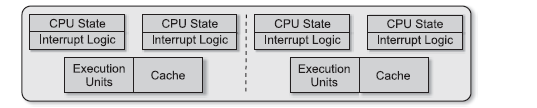 CPU State
Interrupt Logic
CPU State
Interrupt Logic
Execution
Units
Cache
CPU State
Interrupt Logic
CPU State
Interrupt Logic
Execution
Units
Cache